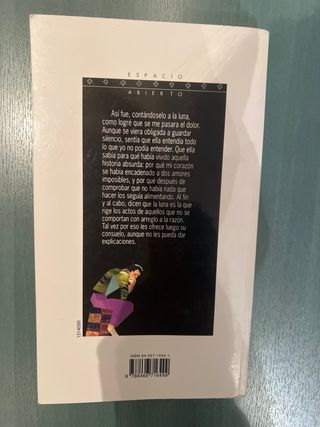 ESPACIO
ABIERTO
Así fue, contándoselo a la luna,
como logré que se me pasara el dolor.
Aunque se viera obligada a guardar
silencio, sentía que ella entendía todo
lo que yo no podía entender. Que ella
sabía para qué había vivido aquella
historia absurda: por qué mi corazón
se había encadenado a dos amores
imposibles, y por qué después de
comprobar que no había nada que
hacer los seguía alimentando. Al fin
y al cabo, dicen que la luna es la que
rige los actos de aquellos que no se
comportan con arreglo a la razón.
Tal vez por eso les ofrece luego su
consuelo, aunque no les pueda dar
explicaciones.
1514099
9788466716499